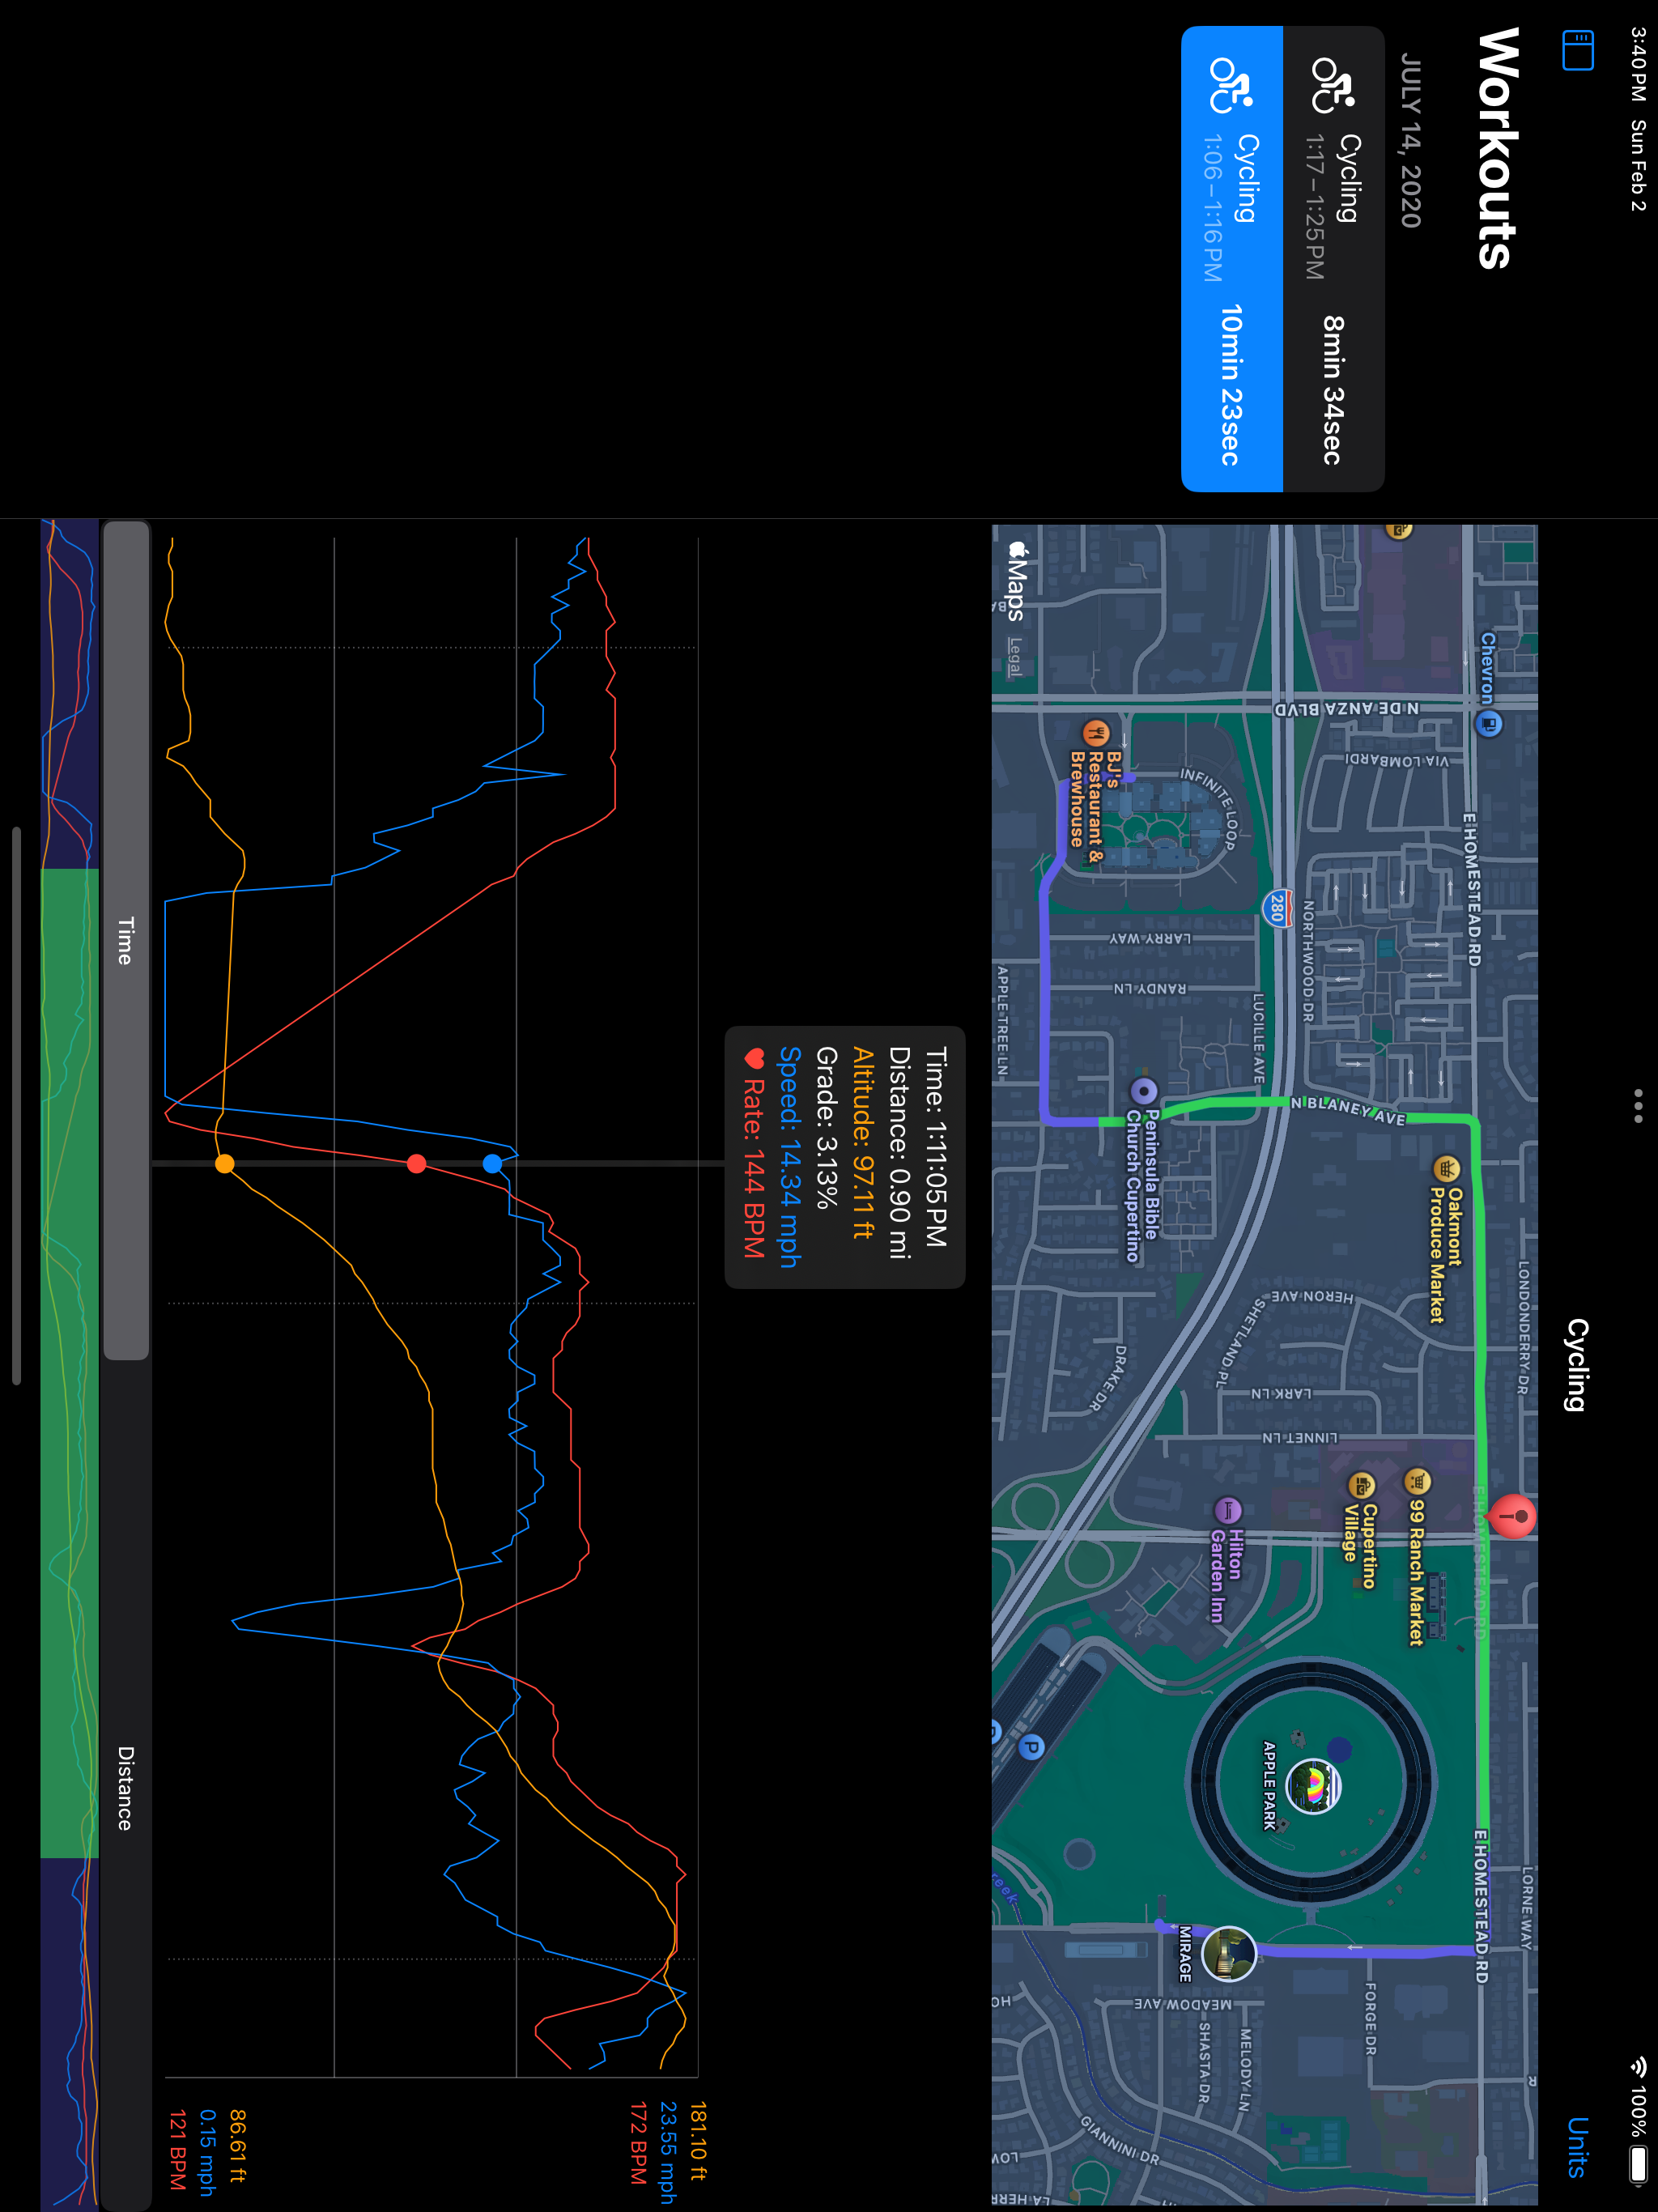 3:40 PM Sun Feb 2
100%
Workouts
JULY 14, 2020
Cycling
1:17 – 1:25 PM
8min 34sec
Cycling
1:06 – 1:16 PM
10min 23sec
Cycling
Units
Chevron
E HOMESTEAD RD
N DE ANZA BLVD
VIA LOMBARDI
INFINITE LOOP
BJ's
Restaurant &
Brewhouse
280
NORTHWOOD DR
LARRY WAY
RANDY LN
LUCILLE AVE
APPLE TREE LN
N BLANEY AVE
Peninsula Bible
Church Cupertino
Oakmont
Produce Market
LONDONDERRY DR
HERON AVE
SHETLAND PL
LARK LN
LINNET LN
DRAKE DR
99 Ranch Market
Cupertino
Village
Hilton
Garden Inn
E HOMESTEAD RD
P
APPLE PARK
E HOMESTEAD RD
LORNE WAY
MIRAGE
FORGE DR
MEADOW AVE
SHASTA DR
MELODY LN
GIANNINI DR
Maps
Legal
Time: 1:11:05 PM
Distance: 0.90 mi
Altitude: 97.11 ft
Grade: 3.13%
Speed: 14.34 mph
Rate: 144 BPM
181.10 ft
23.55 mph
172 BPM
86.61 ft
0.15 mph
121 BPM
Time
Distance